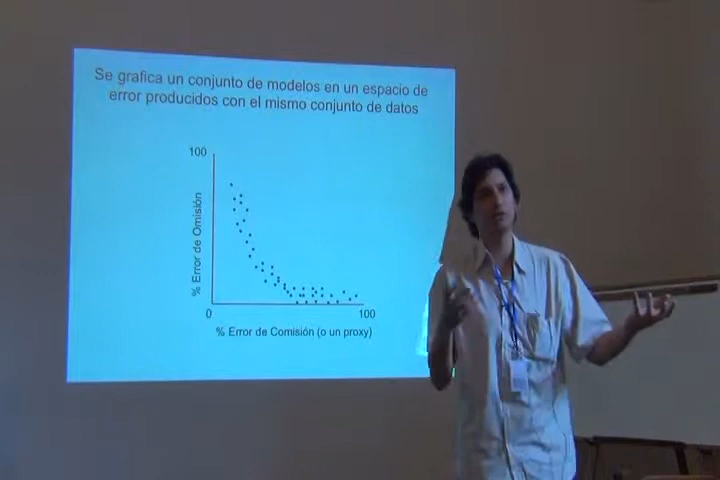 Se grafica un conjunto de modelos en un espacio de
error producidos con el mismo conjunto de datos
100
% Error de Omisión
0
100
% Error de Comisión (o un proxy)